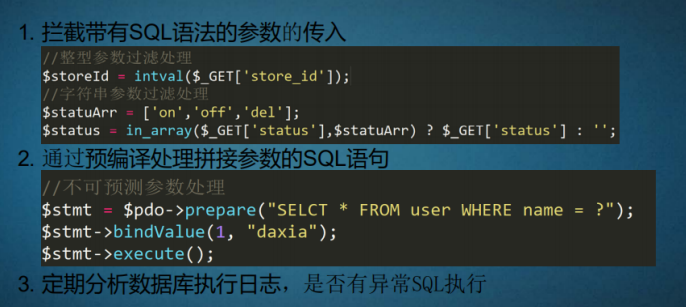 1. 拦截带有SQL语法的参数的传入
//整型参数过滤处理
$storeId = intval($_GET['store_id']);
//字符串参数过滤处理
$statuArr = ['on','off','del'];
$status = in_array($_GET['status'],$statuArr) ? $_GET['status'] : '';
2. 通过预编译处理拼接参数的SQL语句
//不可预测参数处理
$stmt = $pdo->prepare("SELCT * FROM user WHERE name = ?");
$stmt->bindValue(1, "daxia");
$stmt->execute();
3. 定期分析数据库执行日志，是否有异常SQL执行